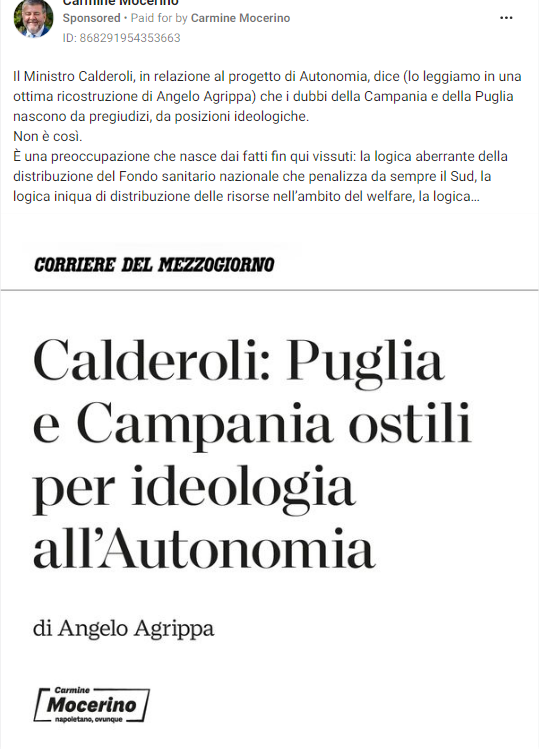 Carmine Mocerino
Sponsored • Paid for by Carmine Mocerino
ID: 868291954353663
Il Ministro Calderoli, in relazione al progetto di Autonomia, dice (lo leggiamo in una
ottima ricostruzione di Angelo Agrippa) che i dubbi della Campania e della Puglia
nascono da pregiudizi, da posizioni ideologiche.
Non è così.
È una preoccupazione che nasce dai fatti fin qui vissuti: la logica aberrante della
distribuzione del Fondo sanitario nazionale che penalizza da sempre il Sud, la
logica iniqua di distribuzione delle risorse nell’ambito del welfare, la logica...
CORRIERE DEL MEZZOGIORNO
Calderoli: Puglia
e Campania ostili
per ideologia
all’Autonomia
di Angelo Agrippa
Carmine
Mocerino
napoletano, ovunque